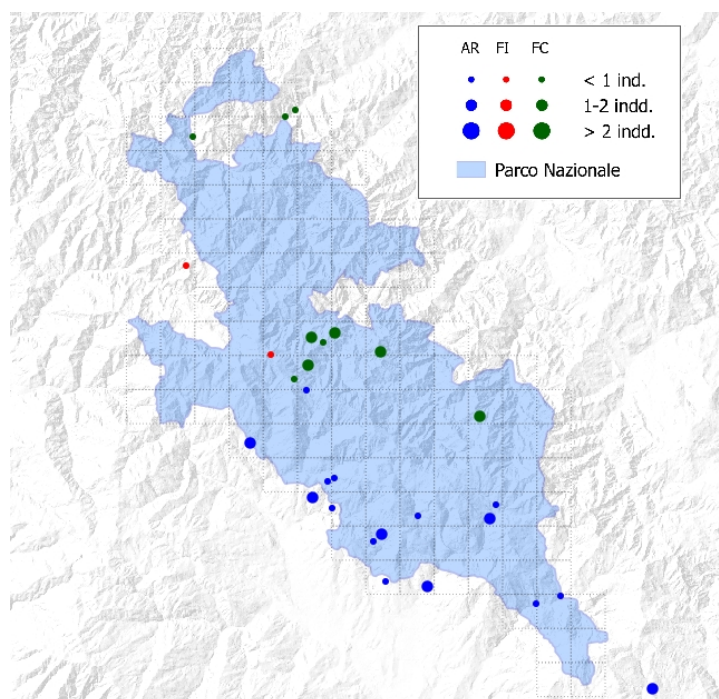 AR FI FC
< 1 ind.
1-2 indd.
> 2 indd.
Parco Nazionale